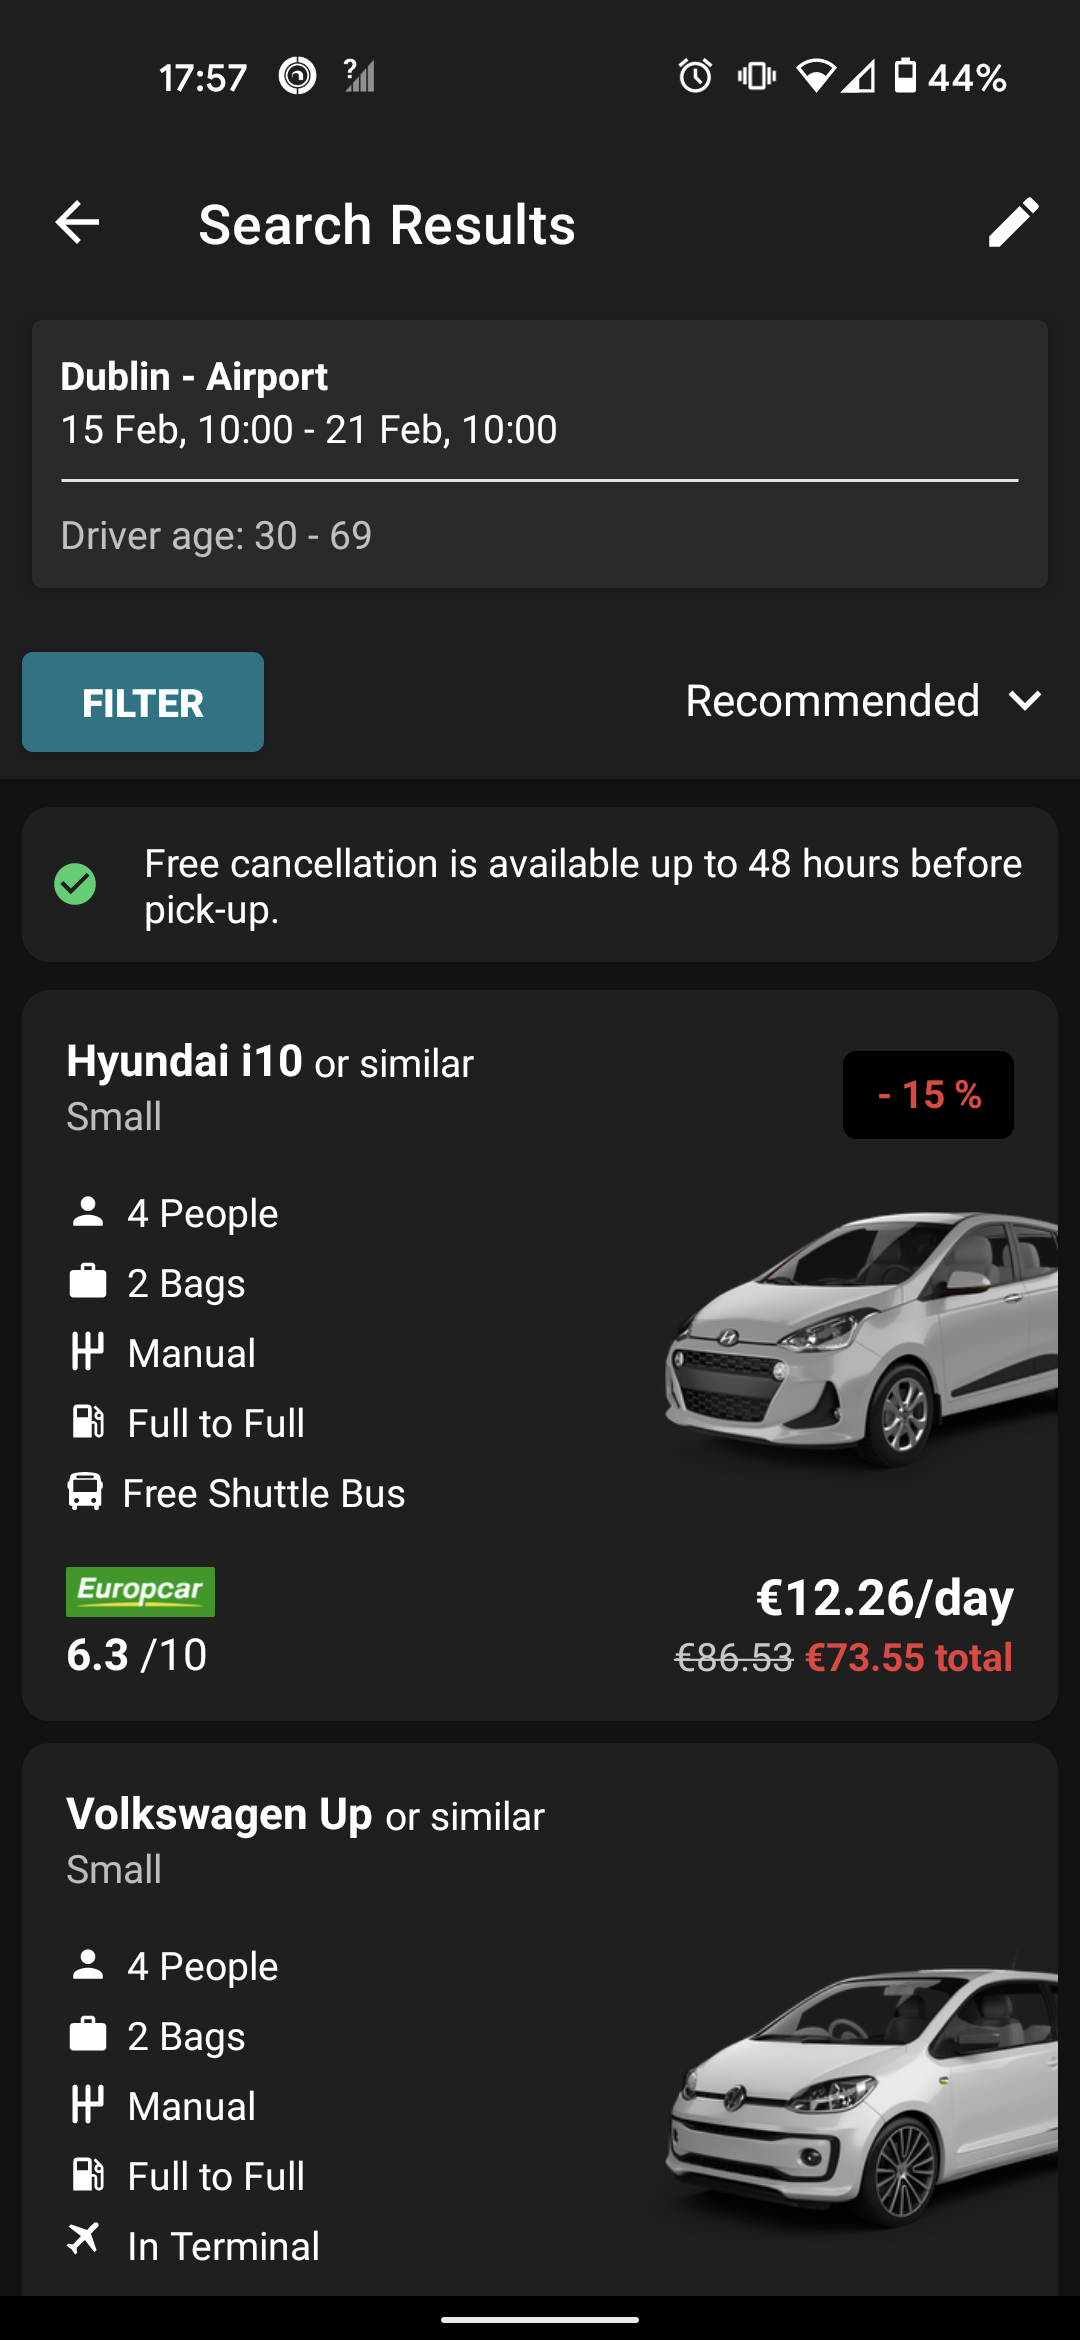 17:57 ? 44%
Search Results
Dublin - Airport
15 Feb, 10:00 - 21 Feb, 10:00
Driver age: 30 - 69
FILTER Recommended
Free cancellation is available up to 48 hours before
pick-up.
Hyundai i10 or similar
Small
- 15 %
4 People
2 Bags
Manual
Full to Full
Free Shuttle Bus
Europcar
€12.26/day
6.3 /10
€86.53 €73.55 total
Volkswagen Up or similar
Small
4 People
2 Bags
Manual
Full to Full
In Terminal